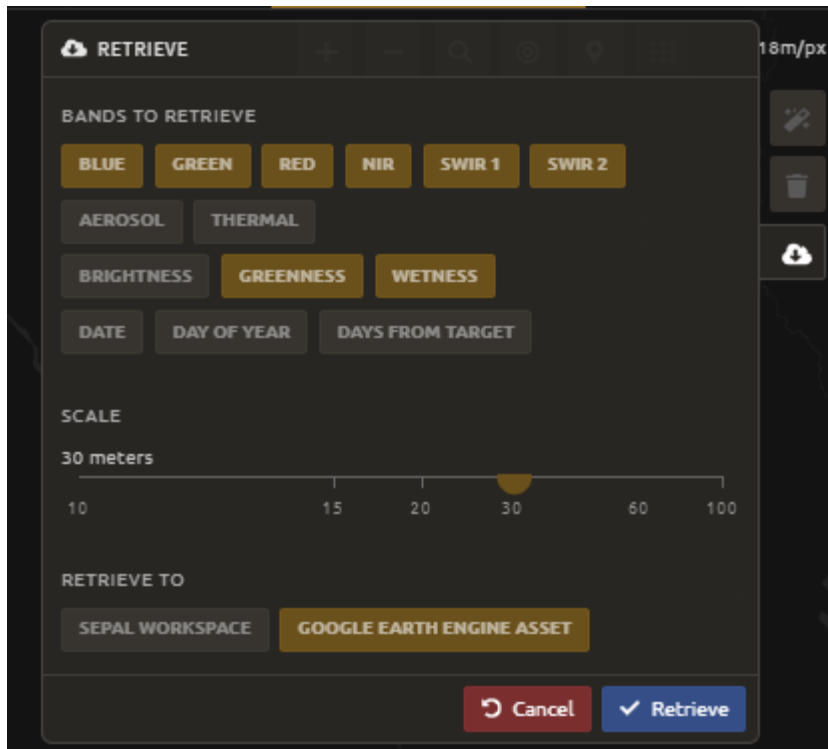 RETRIEVE
18m/px
BANDS TO RETRIEVE
BLUE GREEN RED NIR SWIR 1 SWIR 2
AEROSOL THERMAL
BRIGHTNESS GREENNESS WETNESS
DATE DAY OF YEAR DAYS FROM TARGET
SCALE
30 meters
10 15 20 30 60 100
RETRIEVE TO
SEPAL WORKSPACE GOOGLE EARTH ENGINE ASSET
Cancel Retrieve